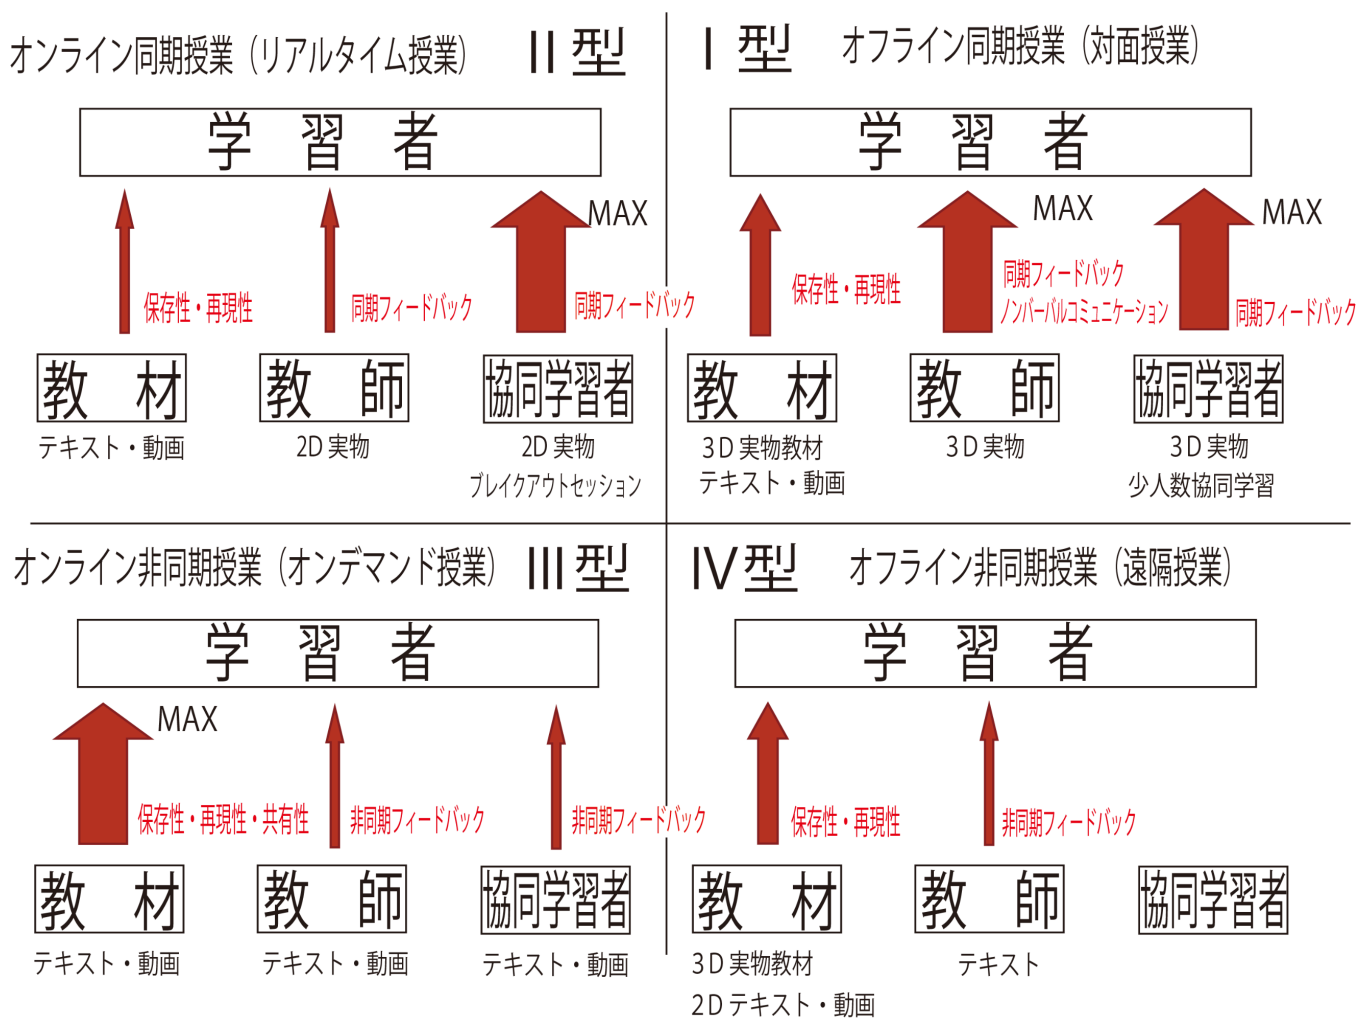 オンライン同期授業（リアルタイム授業） II型
学 習 者
MAX
保存性・再現性
同期フィードバック
同期フィードバック
教 材
教 師
協同学習者
テキスト・動画
2D 実物
2D 実物
ブレイクアウトセッション
I 型 オフライン同期授業（対面授業）
学 習 者
MAX
MAX
保存性・再現性
同期フィードバック
ノンバーバルコミュニケーション
同期フィードバック
教 材
教 師
協同学習者
3D 実物教材
テキスト・動画
3D 実物
3D 実物
少人数協同学習
オンライン非同期授業（オンデマンド授業） III型
学 習 者
MAX
保存性・再現性・共有性
非同期フィードバック
非同期フィードバック
教 材
教 師
協同学習者
テキスト・動画
テキスト・動画
テキスト・動画
IV型 オフライン非同期授業（遠隔授業）
学 習 者
保存性・再現性
非同期フィードバック
教 材
教 師
協同学習者
3D 実物教材
2D テキスト・動画
テキスト